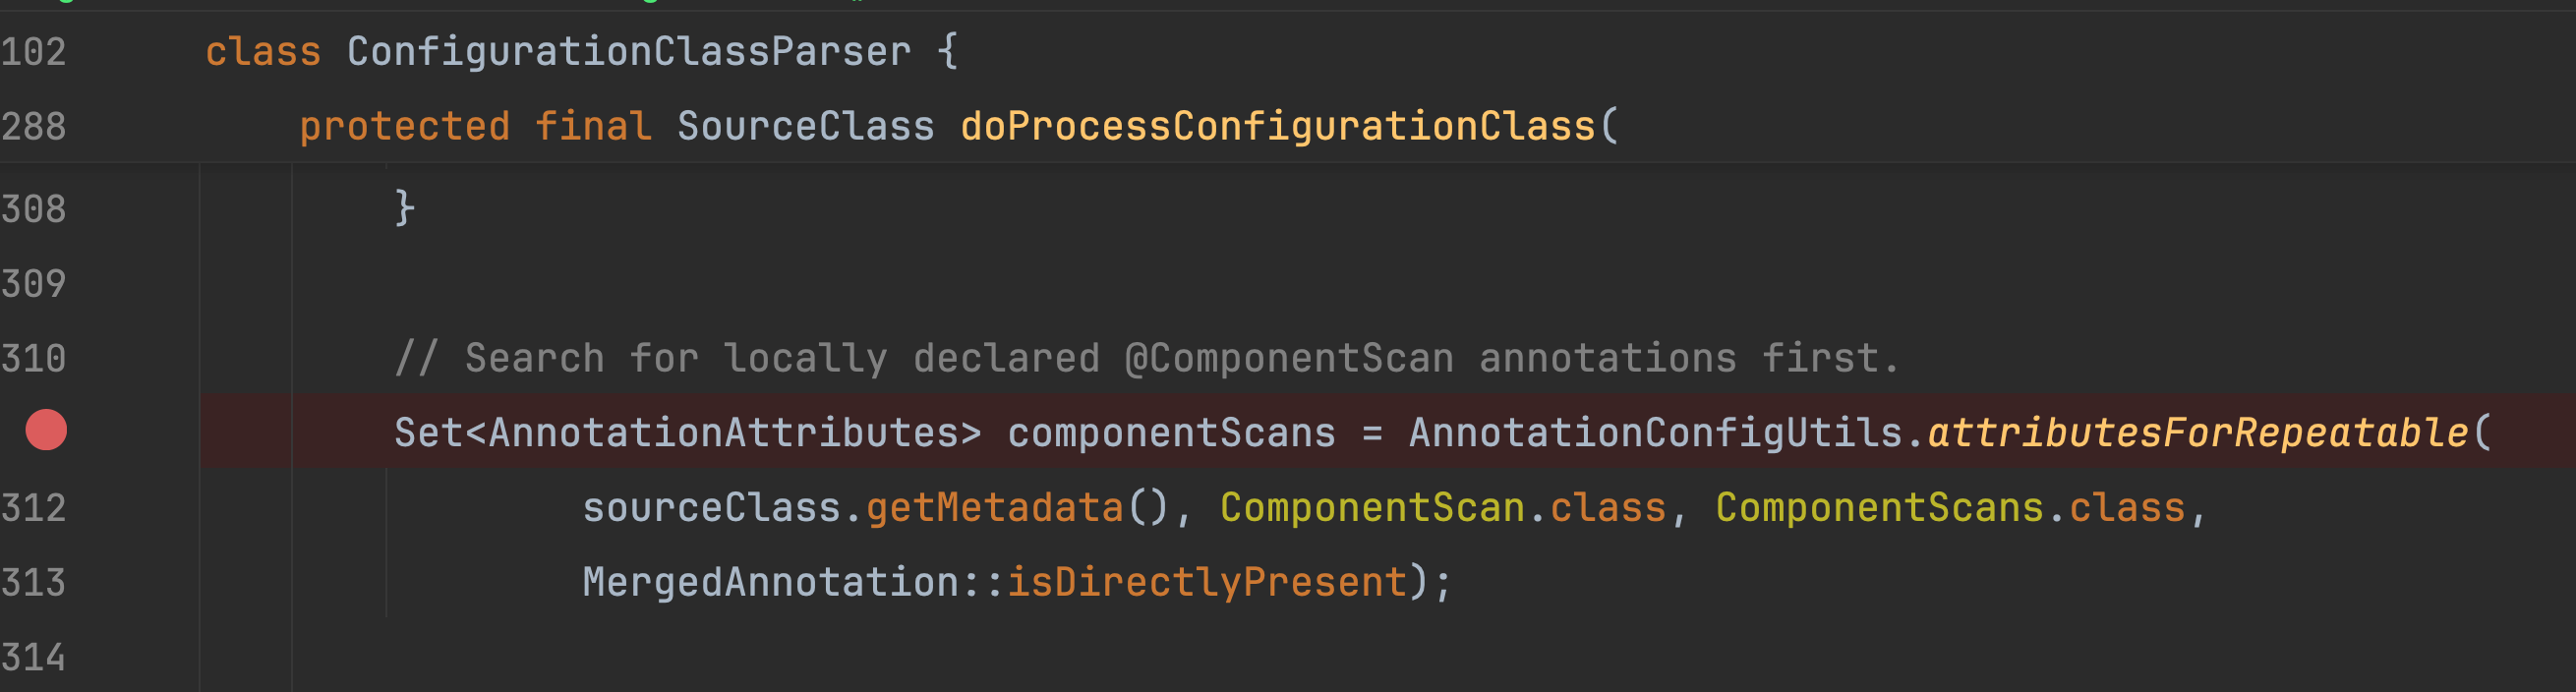 102 class ConfigurationClassParser {
288 protected final SourceClass doProcessConfigurationClass(
308 }
309
310 // Search for locally declared @ComponentScan annotations first.
Set<AnnotationAttributes> componentScans = AnnotationConfigUtils.attributesForRepeatable(
312 sourceClass.getMetadata(), ComponentScan.class, ComponentScans.class,
313 MergedAnnotation::isDirectlyPresent);
314